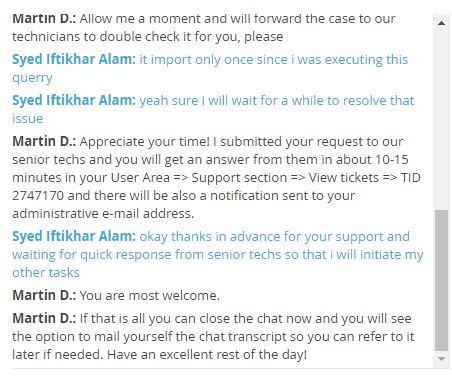 Martin D.: Allow me a moment and will forward the case to our
technicians to double check it for you, please
Syed Iftikhar Alam: it import only once since i was executing this
querry
Syed Iftikhar Alam: yeah sure i will wait for a while to resolve that
issue
Martin D.: Appreciate your time! I submitted your request to our
senior techs and you will get an answer from them in about 10-15
minutes in your User Area => Support section => View tickets => TID
2747170 and there will be also a notification sent to your
administrative e-mail address.
Syed Iftikhar Alam: okay thanks in advance for your support and
waiting for quick response from senior techs so that i will initiate my
other tasks
Martin D.: You are most welcome.
Martin D.: If that is all you can close the chat now and you will see
the option to mail yourself the chat transcript so you can refer to it
later if needed. Have an excellent rest of the day!